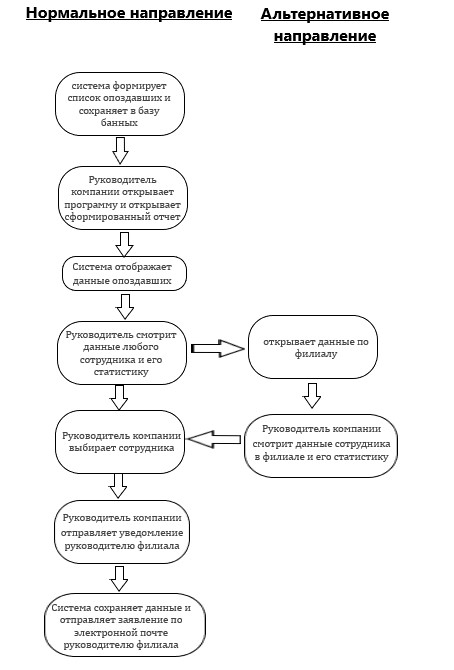 Нормальное направление
Альтернативное
направление
система формирует
список опоздавших и
сохраняет в базу
банных
Руководитель
компании открывает
программу и открывает
сформированный отчет
Система отображает
данные опоздавших
Руководитель смотрит
данные любого
сотрудника и его
статистику
открывает данные по
филиалу
Руководитель компании
смотрит данные сотрудника
в филиале и его статистику
Руководитель компании
выбирает сотрудника
Руководитель компании
отправляет уведомление
руководителю филиала
Система сохраняет данные и
отправляет заявление по
электронной почте
руководителю филиала